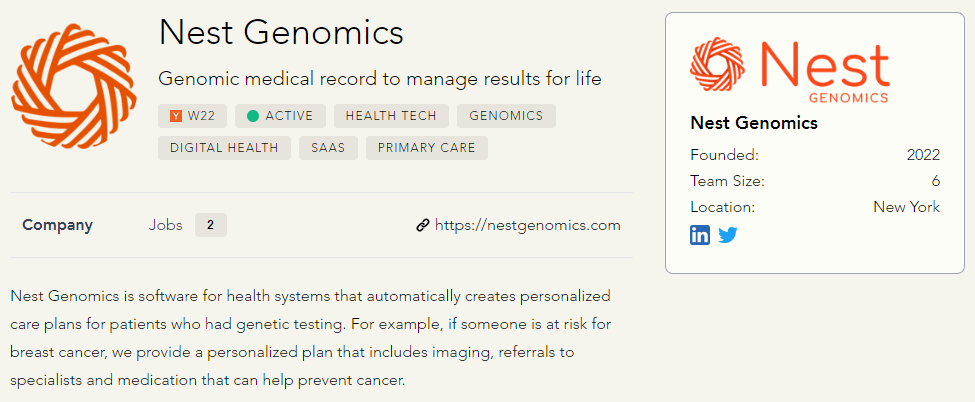 Nest Genomics
Genomic medical record to manage results for life
Y W22 ACTIVE HEALTH TECH GENOMICS
DIGITAL HEALTH SAAS PRIMARY CARE
Company Jobs 2 https://nestgenomics.com
Nest Genomics is software for health systems that automatically creates personalized
care plans for patients who had genetic testing. For example, if someone is at risk for
breast cancer, we provide a personalized plan that includes imaging, referrals to
specialists and medication that can help prevent cancer.
Nest
GENOMICS
Nest Genomics
Founded: 2022
Team Size: 6
Location: New York
in